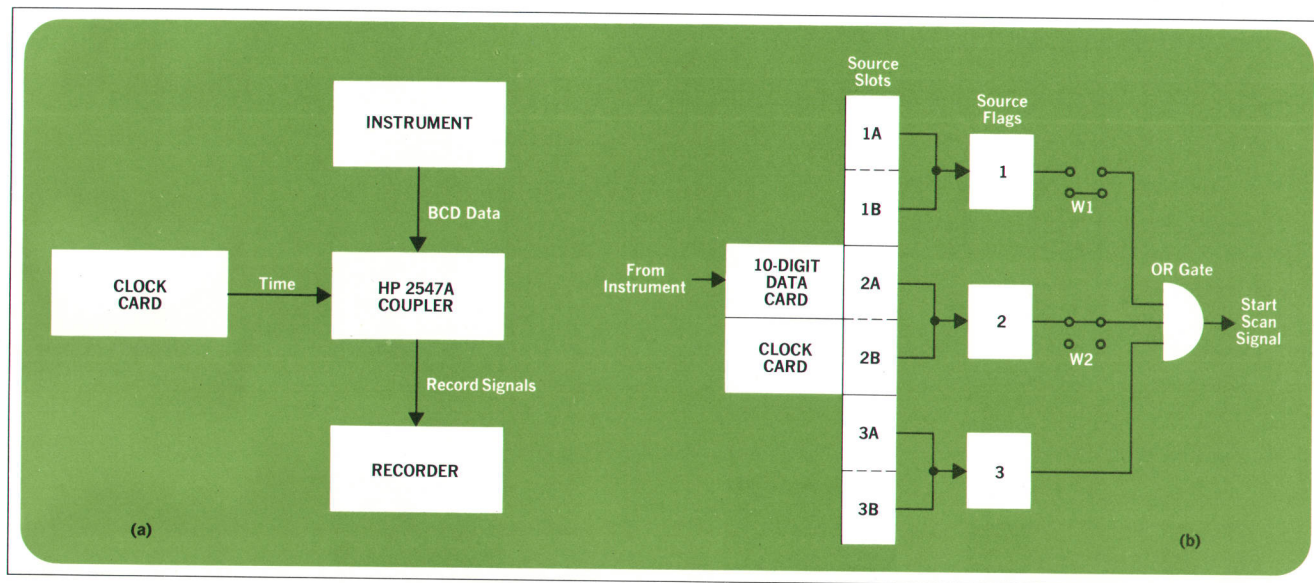 INSTRUMENT
BCD Data
CLOCK
CARD
Time
HP 2547A
COUPLER
Record Signals
RECORDER
(a)
Source
Slots
Source
Flags
1A
1B
1
W1
From
Instrument
10-DIGIT
DATA
CARD
CLOCK
CARD
2A
2B
2
W2
OR Gate
Start
Scan
Signal
3A
3B
3
(b)